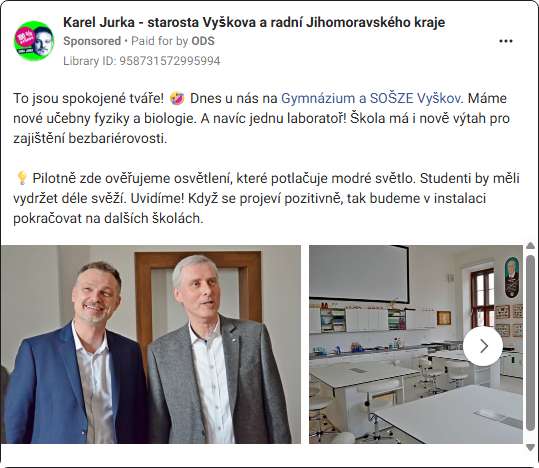 Karel Jurka - starosta Vyškova a radní Jihomoravského kraje
Sponsored • Paid for by ODS
Library ID: 958731572995994
To jsou spokojené tváře! 🤣 Dnes u nás na Gymnázium a SOŠZE Vyškov. Máme
nové učebny fyziky a biologie. A navíc jednu laboratoř! Škola má i nově výtah pro
zajištění bezbariérovosti.
💡Pilotně zde ověřujeme osvětlení, které potlačuje modré světlo. Studenti by měli
vydržet déle svěží. Uvidíme! Když se projeví pozitivně, tak budeme v instalaci
pokračovat na dalších školách.